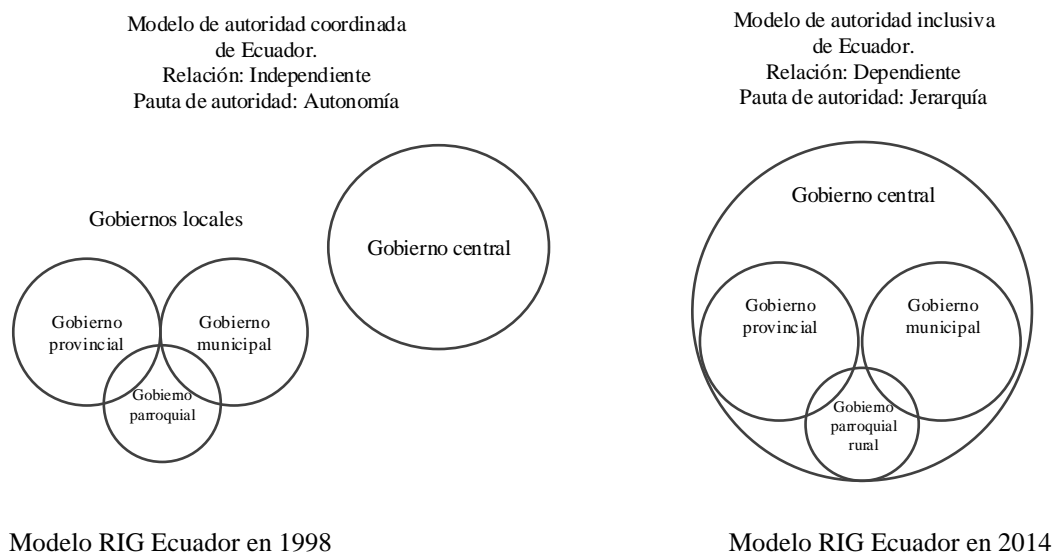 Modelo de autoridad coordinada
de Ecuador.
Relación: Independiente
Pauta de autoridad: Autonomía
Gobiernos locales
Gobierno central
Gobierno
provincial
Gobierno
municipal
Gobierno
parroquial
Modelo RIG Ecuador en 1998
Modelo de autoridad inclusiva
de Ecuador.
Relación: Dependiente
Pauta de autoridad: Jerarquía
Gobierno central
Gobierno
provincial
Gobierno
municipal
Gobierno
parroquial
rural
Modelo RIG Ecuador en 2014